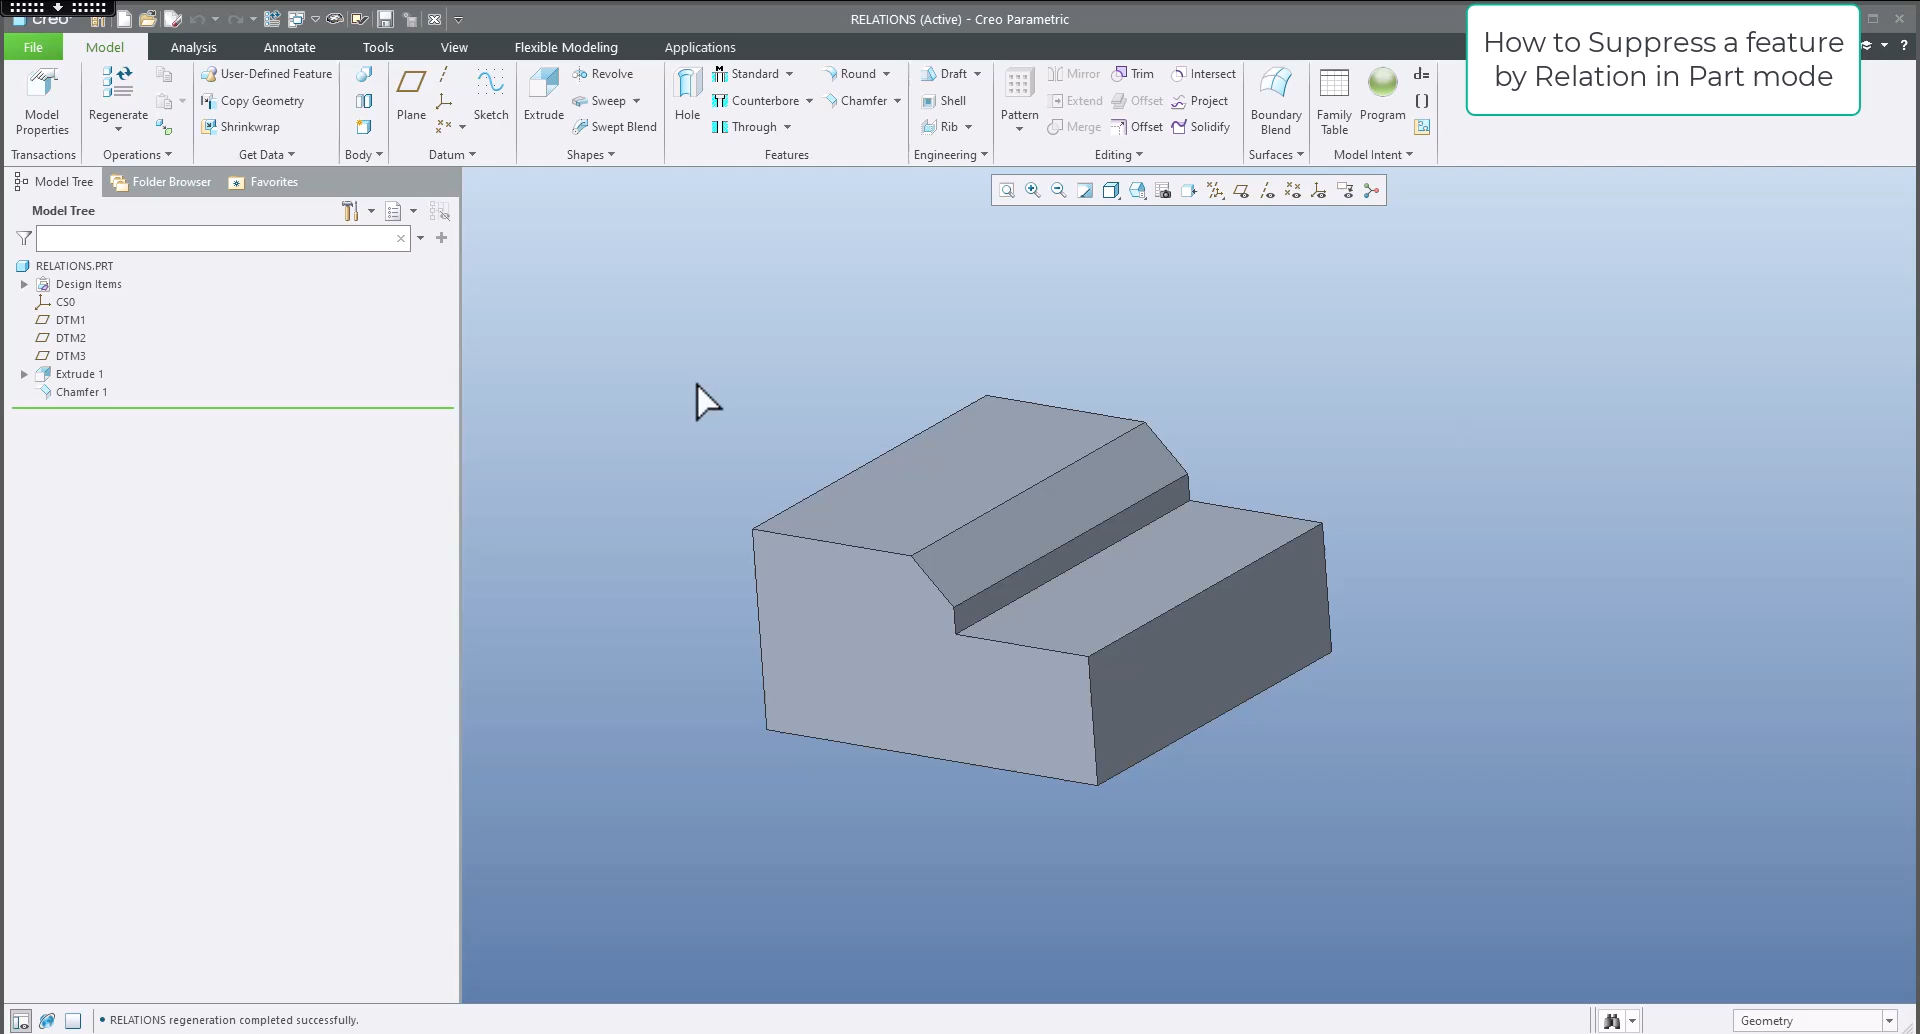 creo
RELATIONS (Active) - Creo Parametric
How to Suppress a feature
by Relation in Part mode
File
Model
Analysis
Annotate
Tools
View
Flexible Modeling
Applications
?
Model
Properties
Transactions
Regenerate
Operations
User-Defined Feature
Copy Geometry
Shrinkwrap
Get Data
Body
Plane
Sketch
Datum
Extrude
Revolve
Sweep
Swept Blend
Shapes
Hole
Standard
Counterbore
Through
Round
Chamfer
Features
Draft
Shell
Rib
Engineering
Pattern
Mirror
Extend
Merge
Trim
Offset
Offset
Intersect
Project
Solidify
Editing
Boundary
Blend
Surfaces
Family
Table
Program
d=
[ ]
Model Intent
Model Tree
Folder Browser
Favorites
Model Tree
RELATIONS.PRT
Design Items
CS0
DTM1
DTM2
DTM3
Extrude 1
Chamfer 1
• RELATIONS regeneration completed successfully.
Geometry